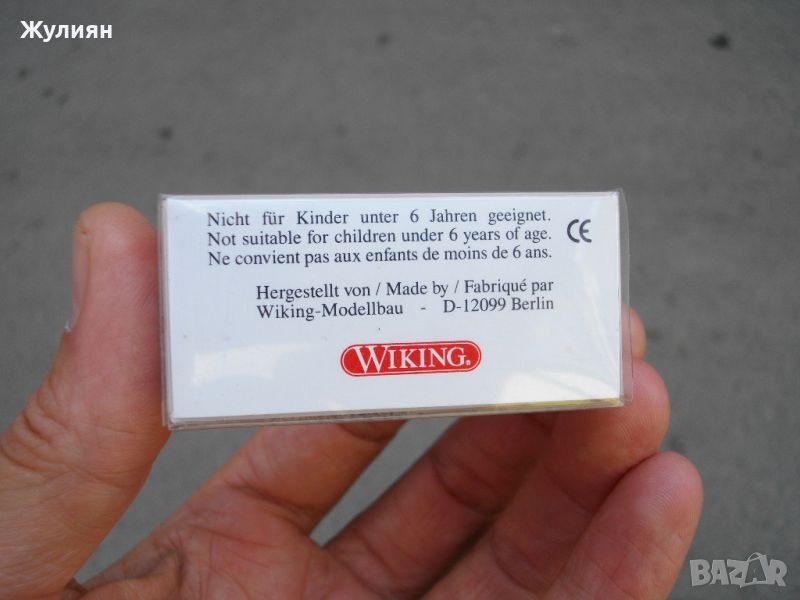 Жулиян
Nicht für Kinder unter 6 Jahren geeignet.
Not suitable for children under 6 years of age. CE
Ne convient pas aux enfants de moins de 6 ans.
Hergestellt von / Made by / Fabriqué par
Wiking-Modellbau - D-12099 Berlin
WIKING®
BAZAR